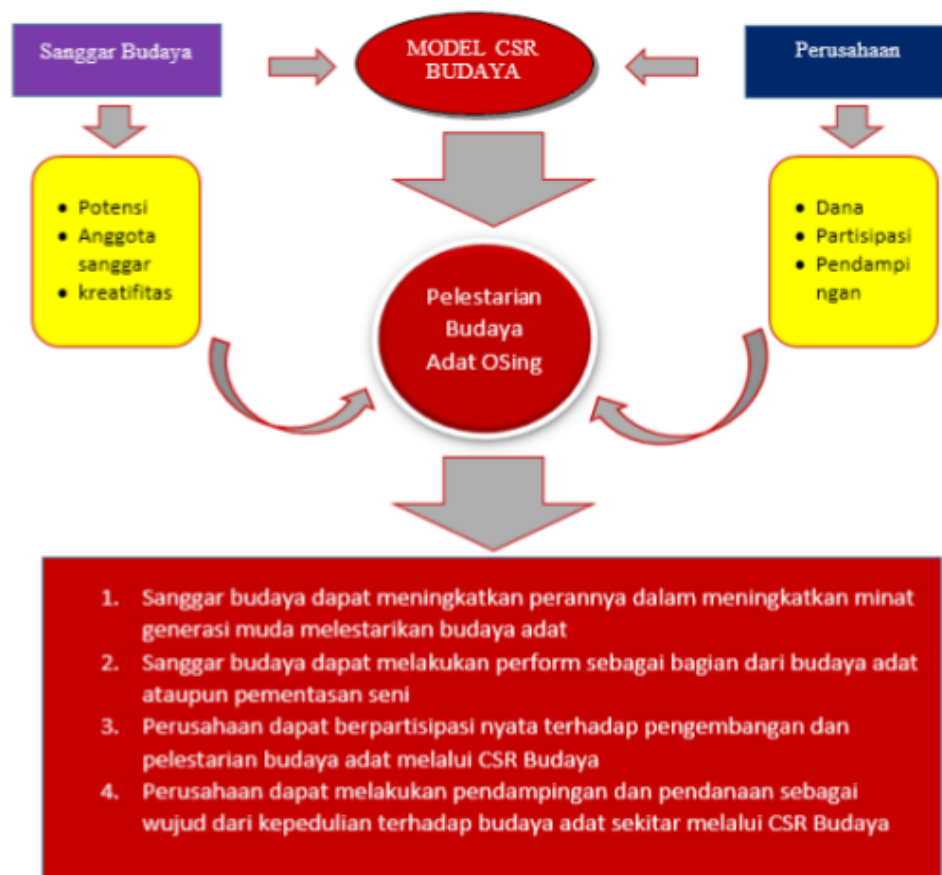 Sanggar Budaya
MODEL CSR
BUDAYA
Perusahaan
• Potensi
• Anggota
sanggar
• kreatifitas
• Dana
• Partisipasi
• Pendampi
ngan
Pelestarian
Budaya
Adat OSing
1. Sanggar budaya dapat meningkatkan perannya dalam meningkatkan minat
generasi muda melestarikan budaya adat
2. Sanggar budaya dapat melakukan perform sebagai bagian dari budaya adat
ataupun pementasan seni
3. Perusahaan dapat berpartisipasi nyata terhadap pengembangan dan
pelestarian budaya adat melalui CSR Budaya
4. Perusahaan dapat melakukan pendampingan dan pendanaan sebagai
wujud dari kepedulian terhadap budaya adat sekitar melalui CSR Budaya